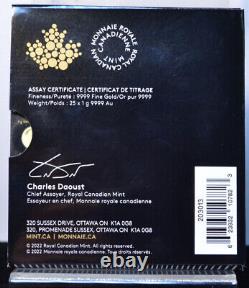 MONNAIE ROYALE CANADIENNE
ROYAL CANADIAN MINT
ASSAY CERTIFICATE | CERTIFICAT DE TITRAGE
Fineness/Pureté : 9999 Fine Gold/Or pur 9999
Weight/Poids : 25 x 1 g 9999 Au
Charles Daoust
Chief Assayer, Royal Canadian Mint
Essayeur en chef, Monnaie royale canadienne
320 SUSSEX DRIVE, OTTAWA ON K1A 0G8
320, PROMENADE SUSSEX, OTTAWA ON K1A 0G8
MINT.CA | MONNAIE.CA
© 2022 Royal Canadian Mint. All rights reserved.
© 2022 Monnaie royale canadienne. Tous droits réservés.
203013